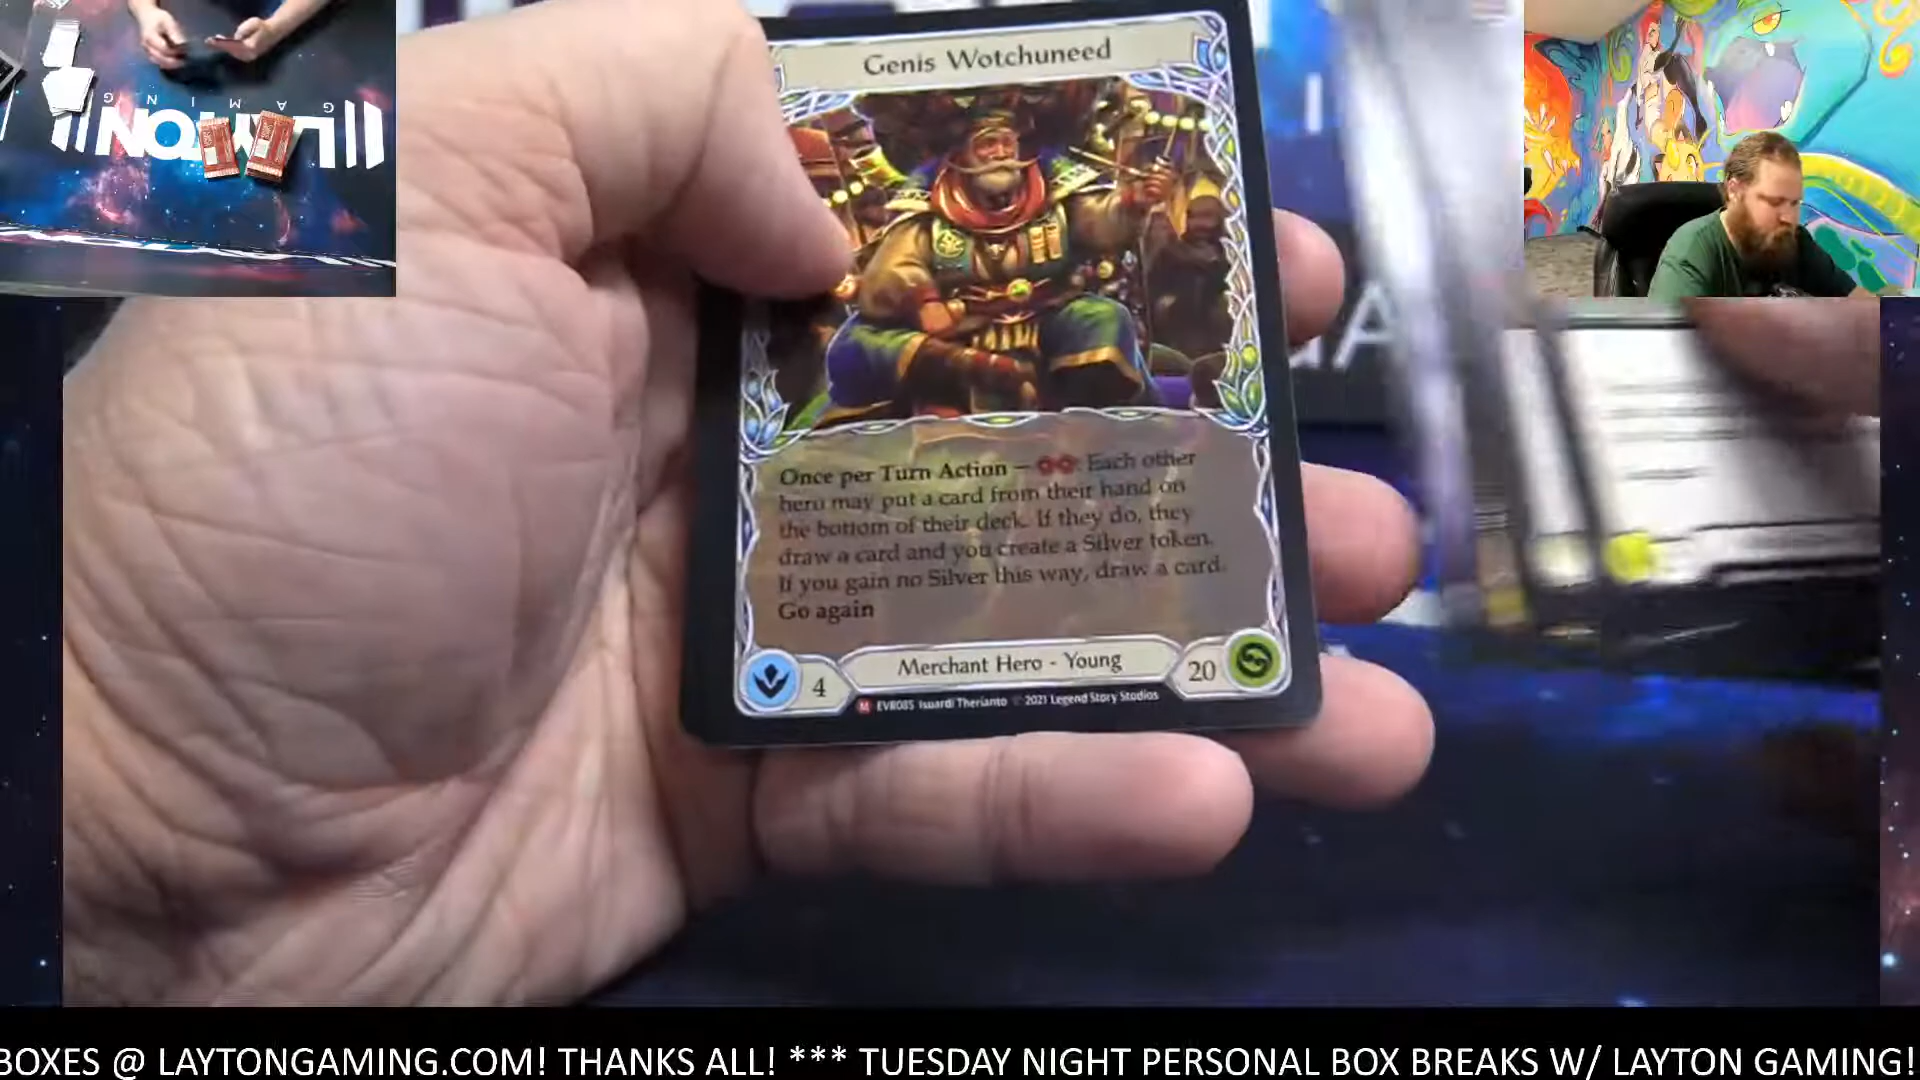 GAMING
LAYTON
Genis Wotchuneed
Once per Turn Action – : Each other
hero may put a card from their hand on
the bottom of their deck. If they do, they
draw a card and you create a Silver token.
If you gain no Silver this way, draw a card.
Go again
4
Merchant Hero - Young
20
M EVR085 Isuardi Therianto © 2021 Legend Story Studios
BOXES @ LAYTONGAMING.COM! THANKS ALL! *** TUESDAY NIGHT PERSONAL BOX BREAKS W/ LAYTON GAMING!